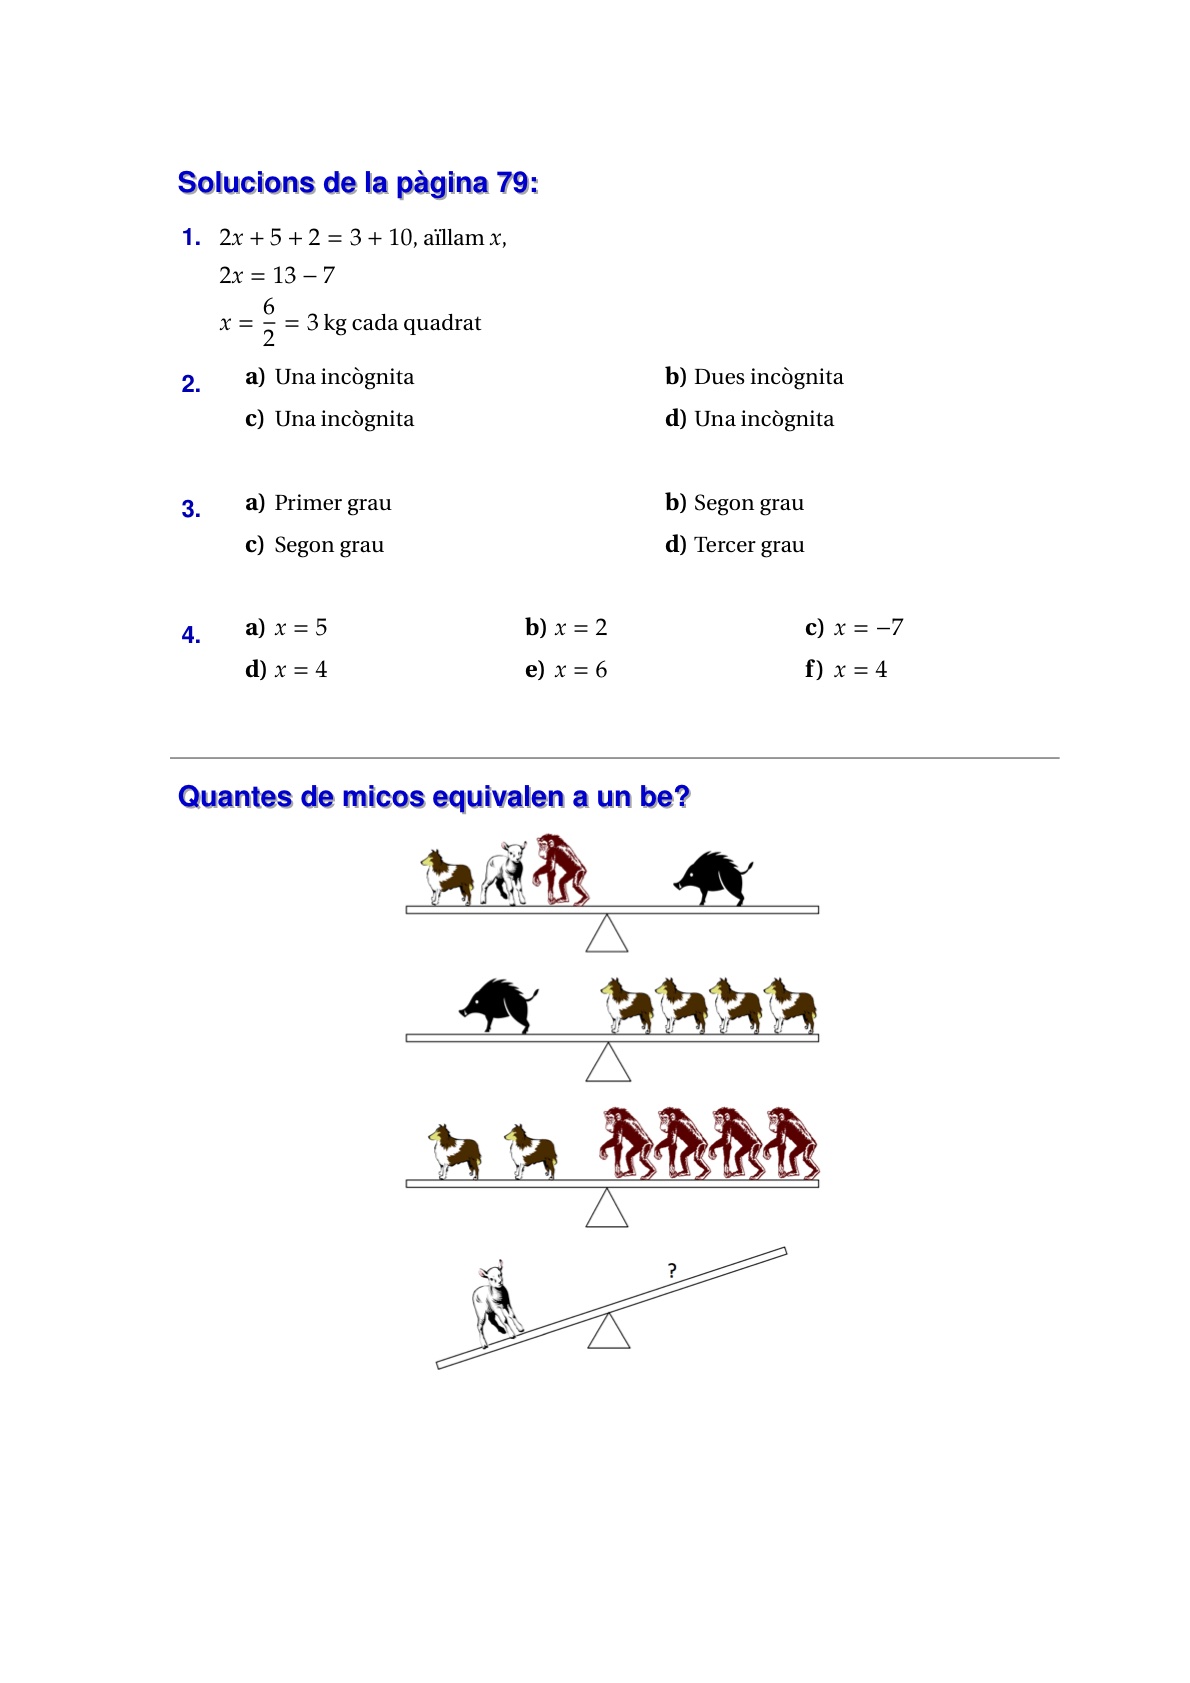 Solucions de la pàgina 79:
1. 2x + 5 + 2 = 3 + 10, aïllam x,
2x = 13 − 7
x = 6/2 = 3 kg cada quadrat
2. a) Una incògnita b) Dues incògnita
c) Una incògnita d) Una incògnita
3. a) Primer grau b) Segon grau
c) Segon grau d) Tercer grau
4. a) x = 5 b) x = 2 c) x = −7
d) x = 4 e) x = 6 f) x = 4
Quantes de micos equivalen a un be?
?